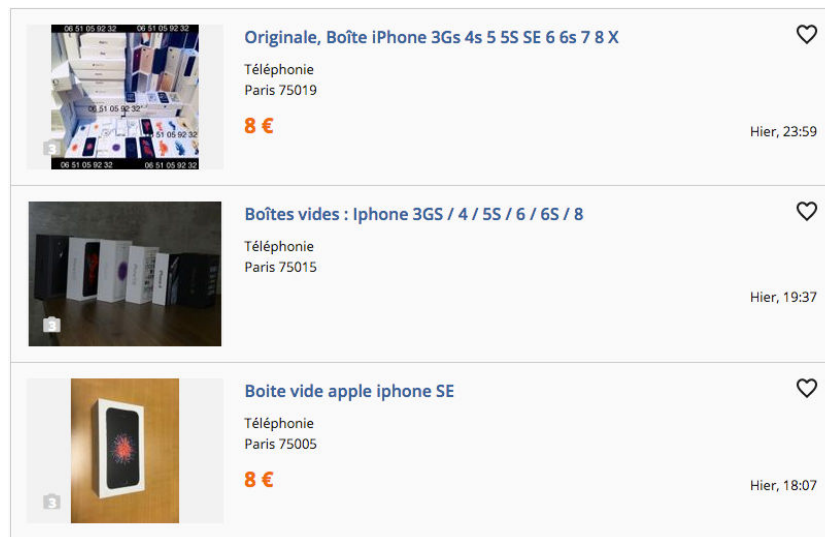 06 51 05 92 32 06 51 05 92 32
06 51 05 92 32
51 05 92 32
06 51 05 92 32 06 51 05 92 32
3
Originale, Boîte iPhone 3Gs 4s 5 5S SE 6 6s 7 8 X
Téléphonie
Paris 75019
8 €
Hier, 23:59
3
Boîtes vides : Iphone 3GS / 4 / 5S / 6 / 6S / 8
Téléphonie
Paris 75015
Hier, 19:37
3
Boite vide apple iphone SE
Téléphonie
Paris 75005
8 €
Hier, 18:07